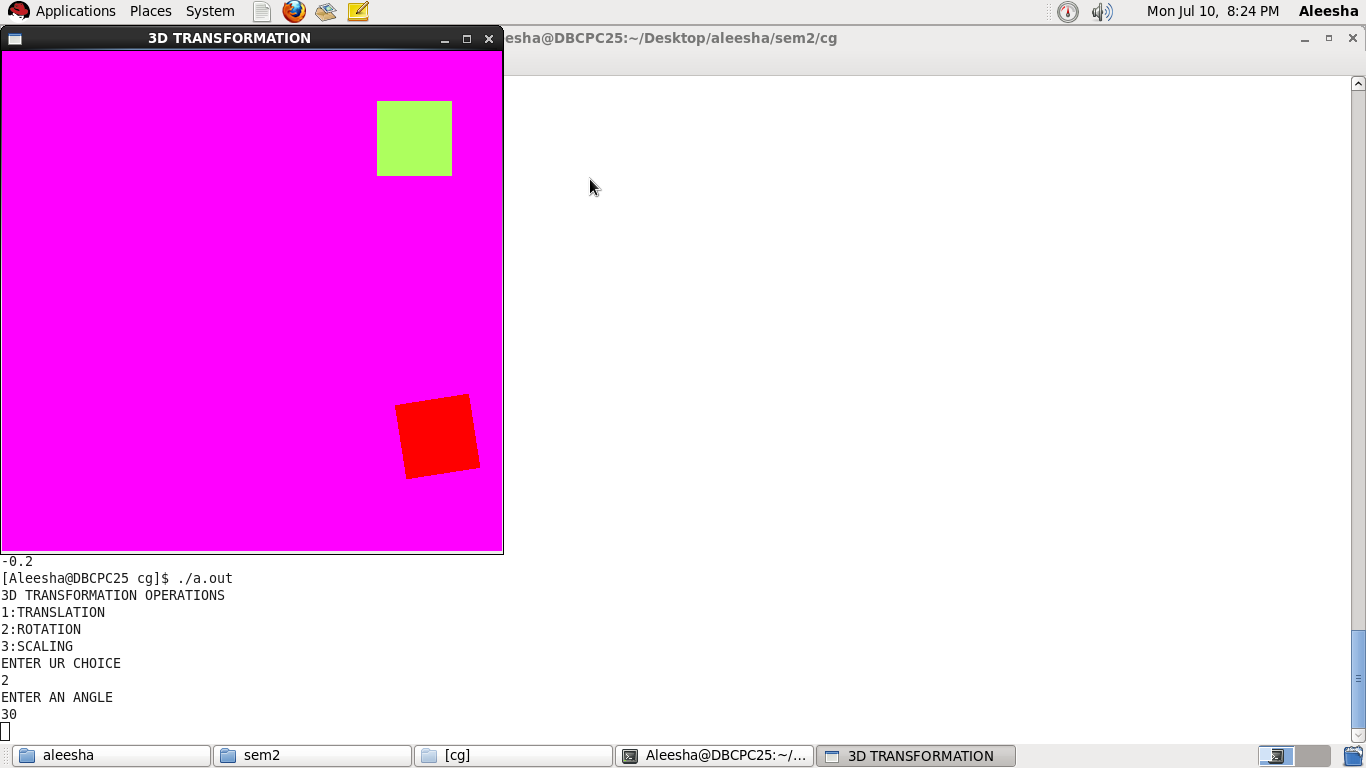 Applications Places System Mon Jul 10, 8:24 PM Aleesha
3D TRANSFORMATION
esha@DBCPC25:~/Desktop/aleesha/sem2/cg
-0.2
[Aleesha@DBCPC25 cg]$ ./a.out
3D TRANSFORMATION OPERATIONS
1:TRANSLATION
2:ROTATION
3:SCALING
ENTER UR CHOICE
2
ENTER AN ANGLE
30
aleesha sem2 [cg] Aleesha@DBCPC25:~/... 3D TRANSFORMATION